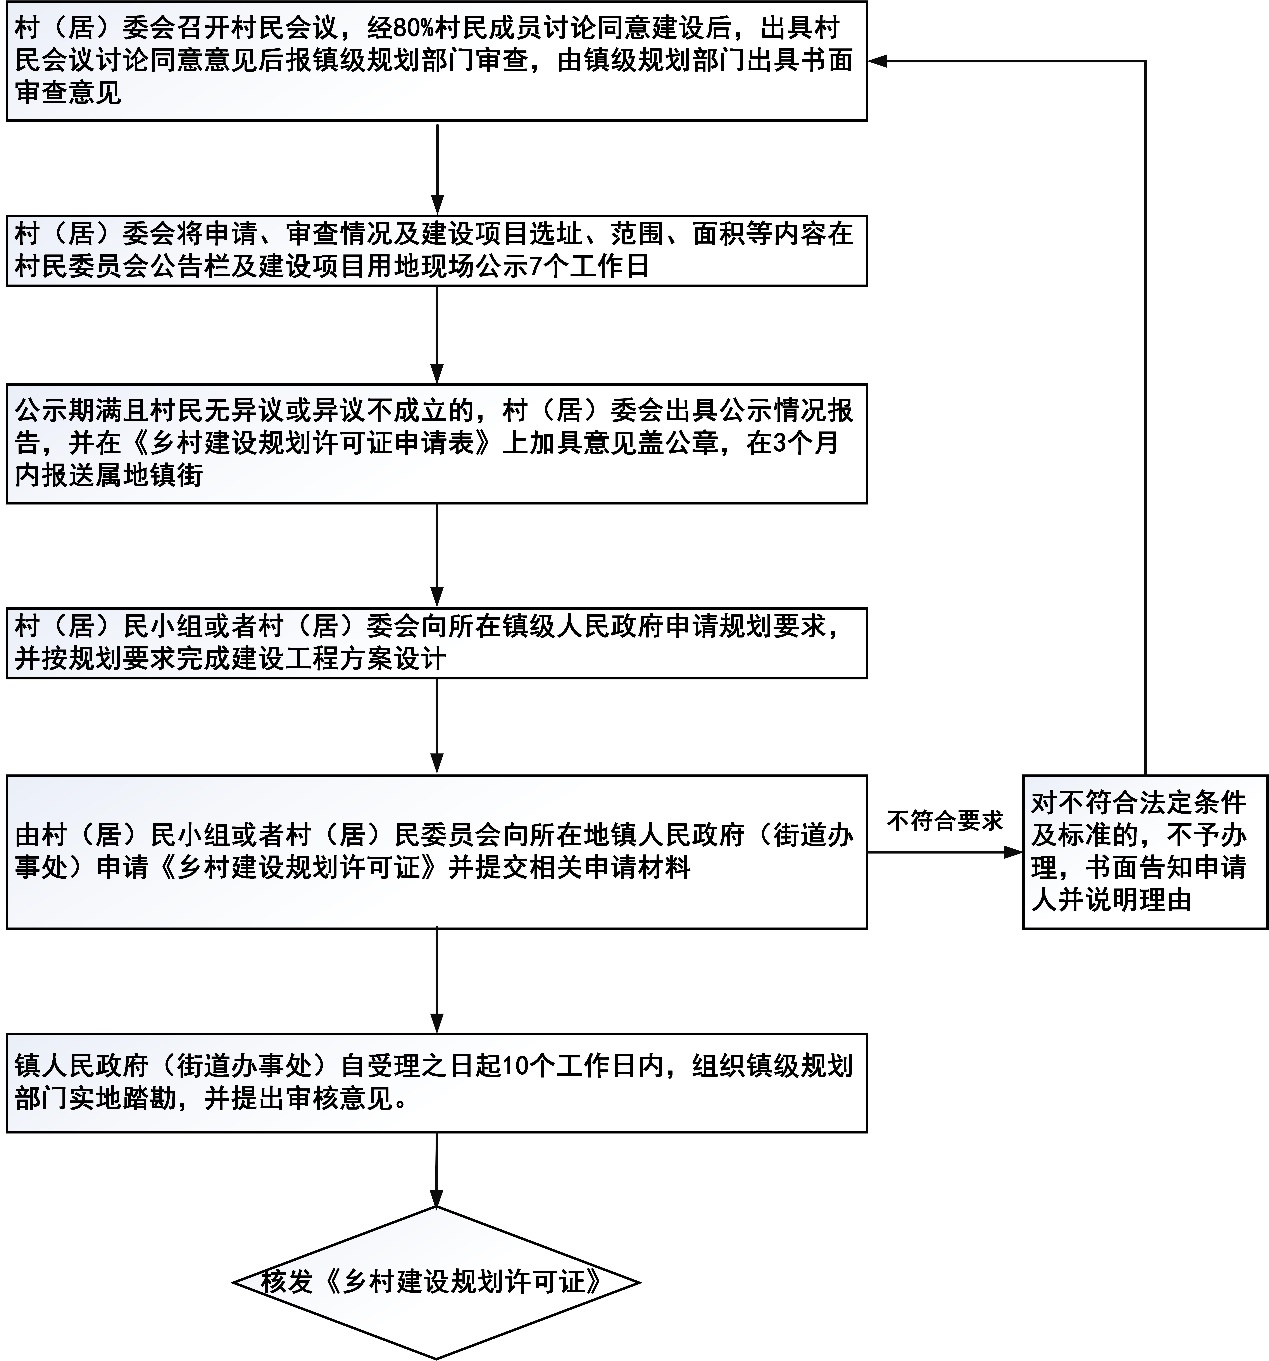 村（居）委会召开村民会议，经80%村民成员讨论同意建设后，出具村
民会议讨论同意意见后报镇级规划部门审查，由镇级规划部门出具书面
审查意见
村（居）委会将申请、审查情况及建设项目选址、范围、面积等内容在
村民委员会公告栏及建设项目用地现场公示7个工作日
公示期满且村民无异议或异议不成立的，村（居）委会出具公示情况报
告，并在《乡村建设规划许可证申请表》上加具意见盖公章，在3个月
内报送属地镇街
村（居）民小组或者村（居）委会向所在镇级人民政府申请规划要求，
并按规划要求完成建设工程方案设计
由村（居）民小组或者村（居）民委员会向所在地镇人民政府（街道办
事处）申请《乡村建设规划许可证》并提交相关申请材料
不符合要求
对不符合法定条件
及标准的，不予办
理，书面告知申请
人并说明理由
镇人民政府（街道办事处）自受理之日起10个工作日内，组织镇级规划
部门实地踏勘，并提出审核意见。
核发《乡村建设规划许可证》